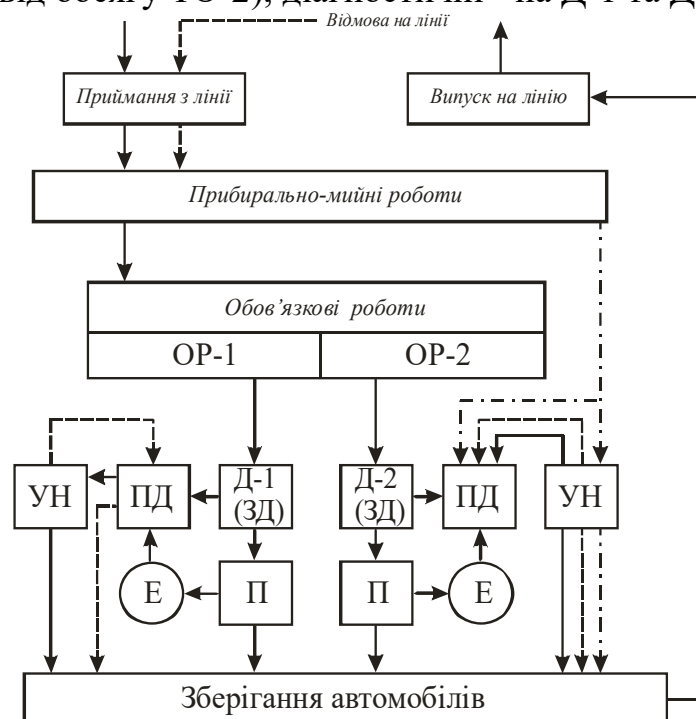 Відмова на лінії
Приймання з лінії
Випуск на лінію
Прибирально-мийні роботи
Обов’язкові роботи
ОР-1
ОР-2
УН
ПД
Д-1
(ЗД)
Д-2
(ЗД)
ПД
УН
Е
П
П
Е
Зберігання автомобілів